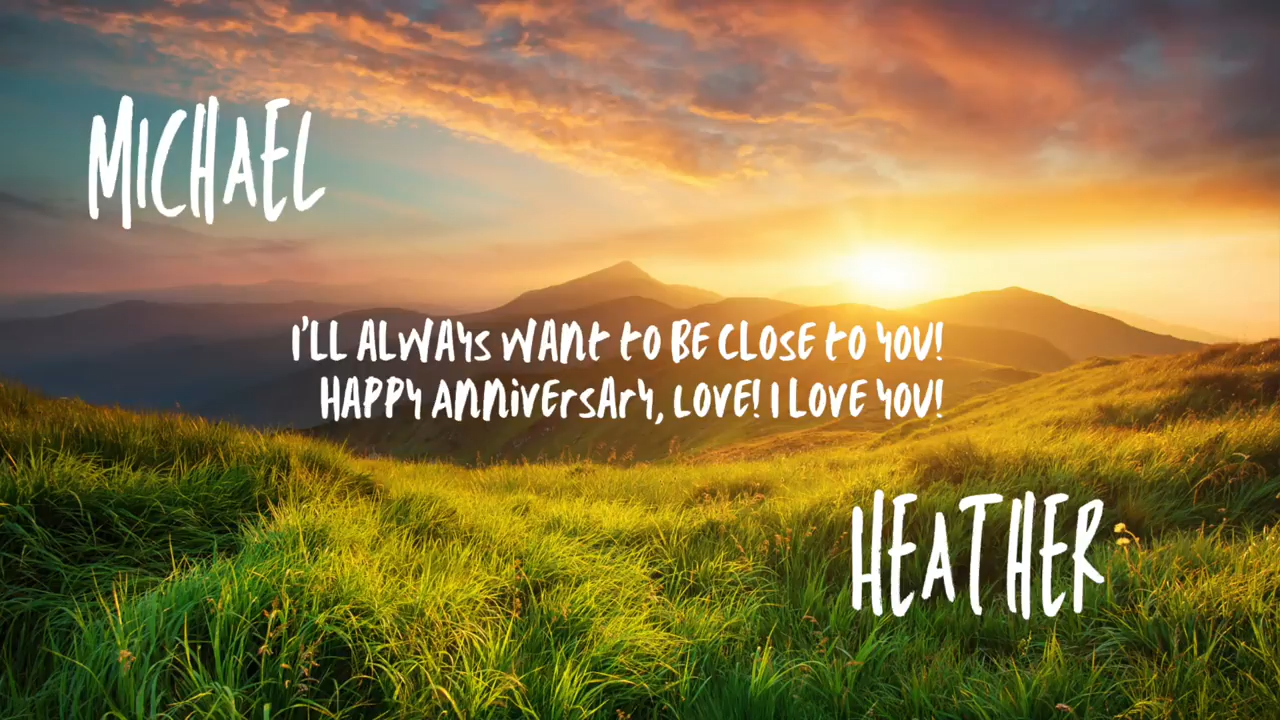 MICHAEL
I'LL ALWAYS WANT TO BE CLOSE TO YOU!
HAPPY ANNIVERSARY, LOVE! I LOVE YOU!
HEATHER